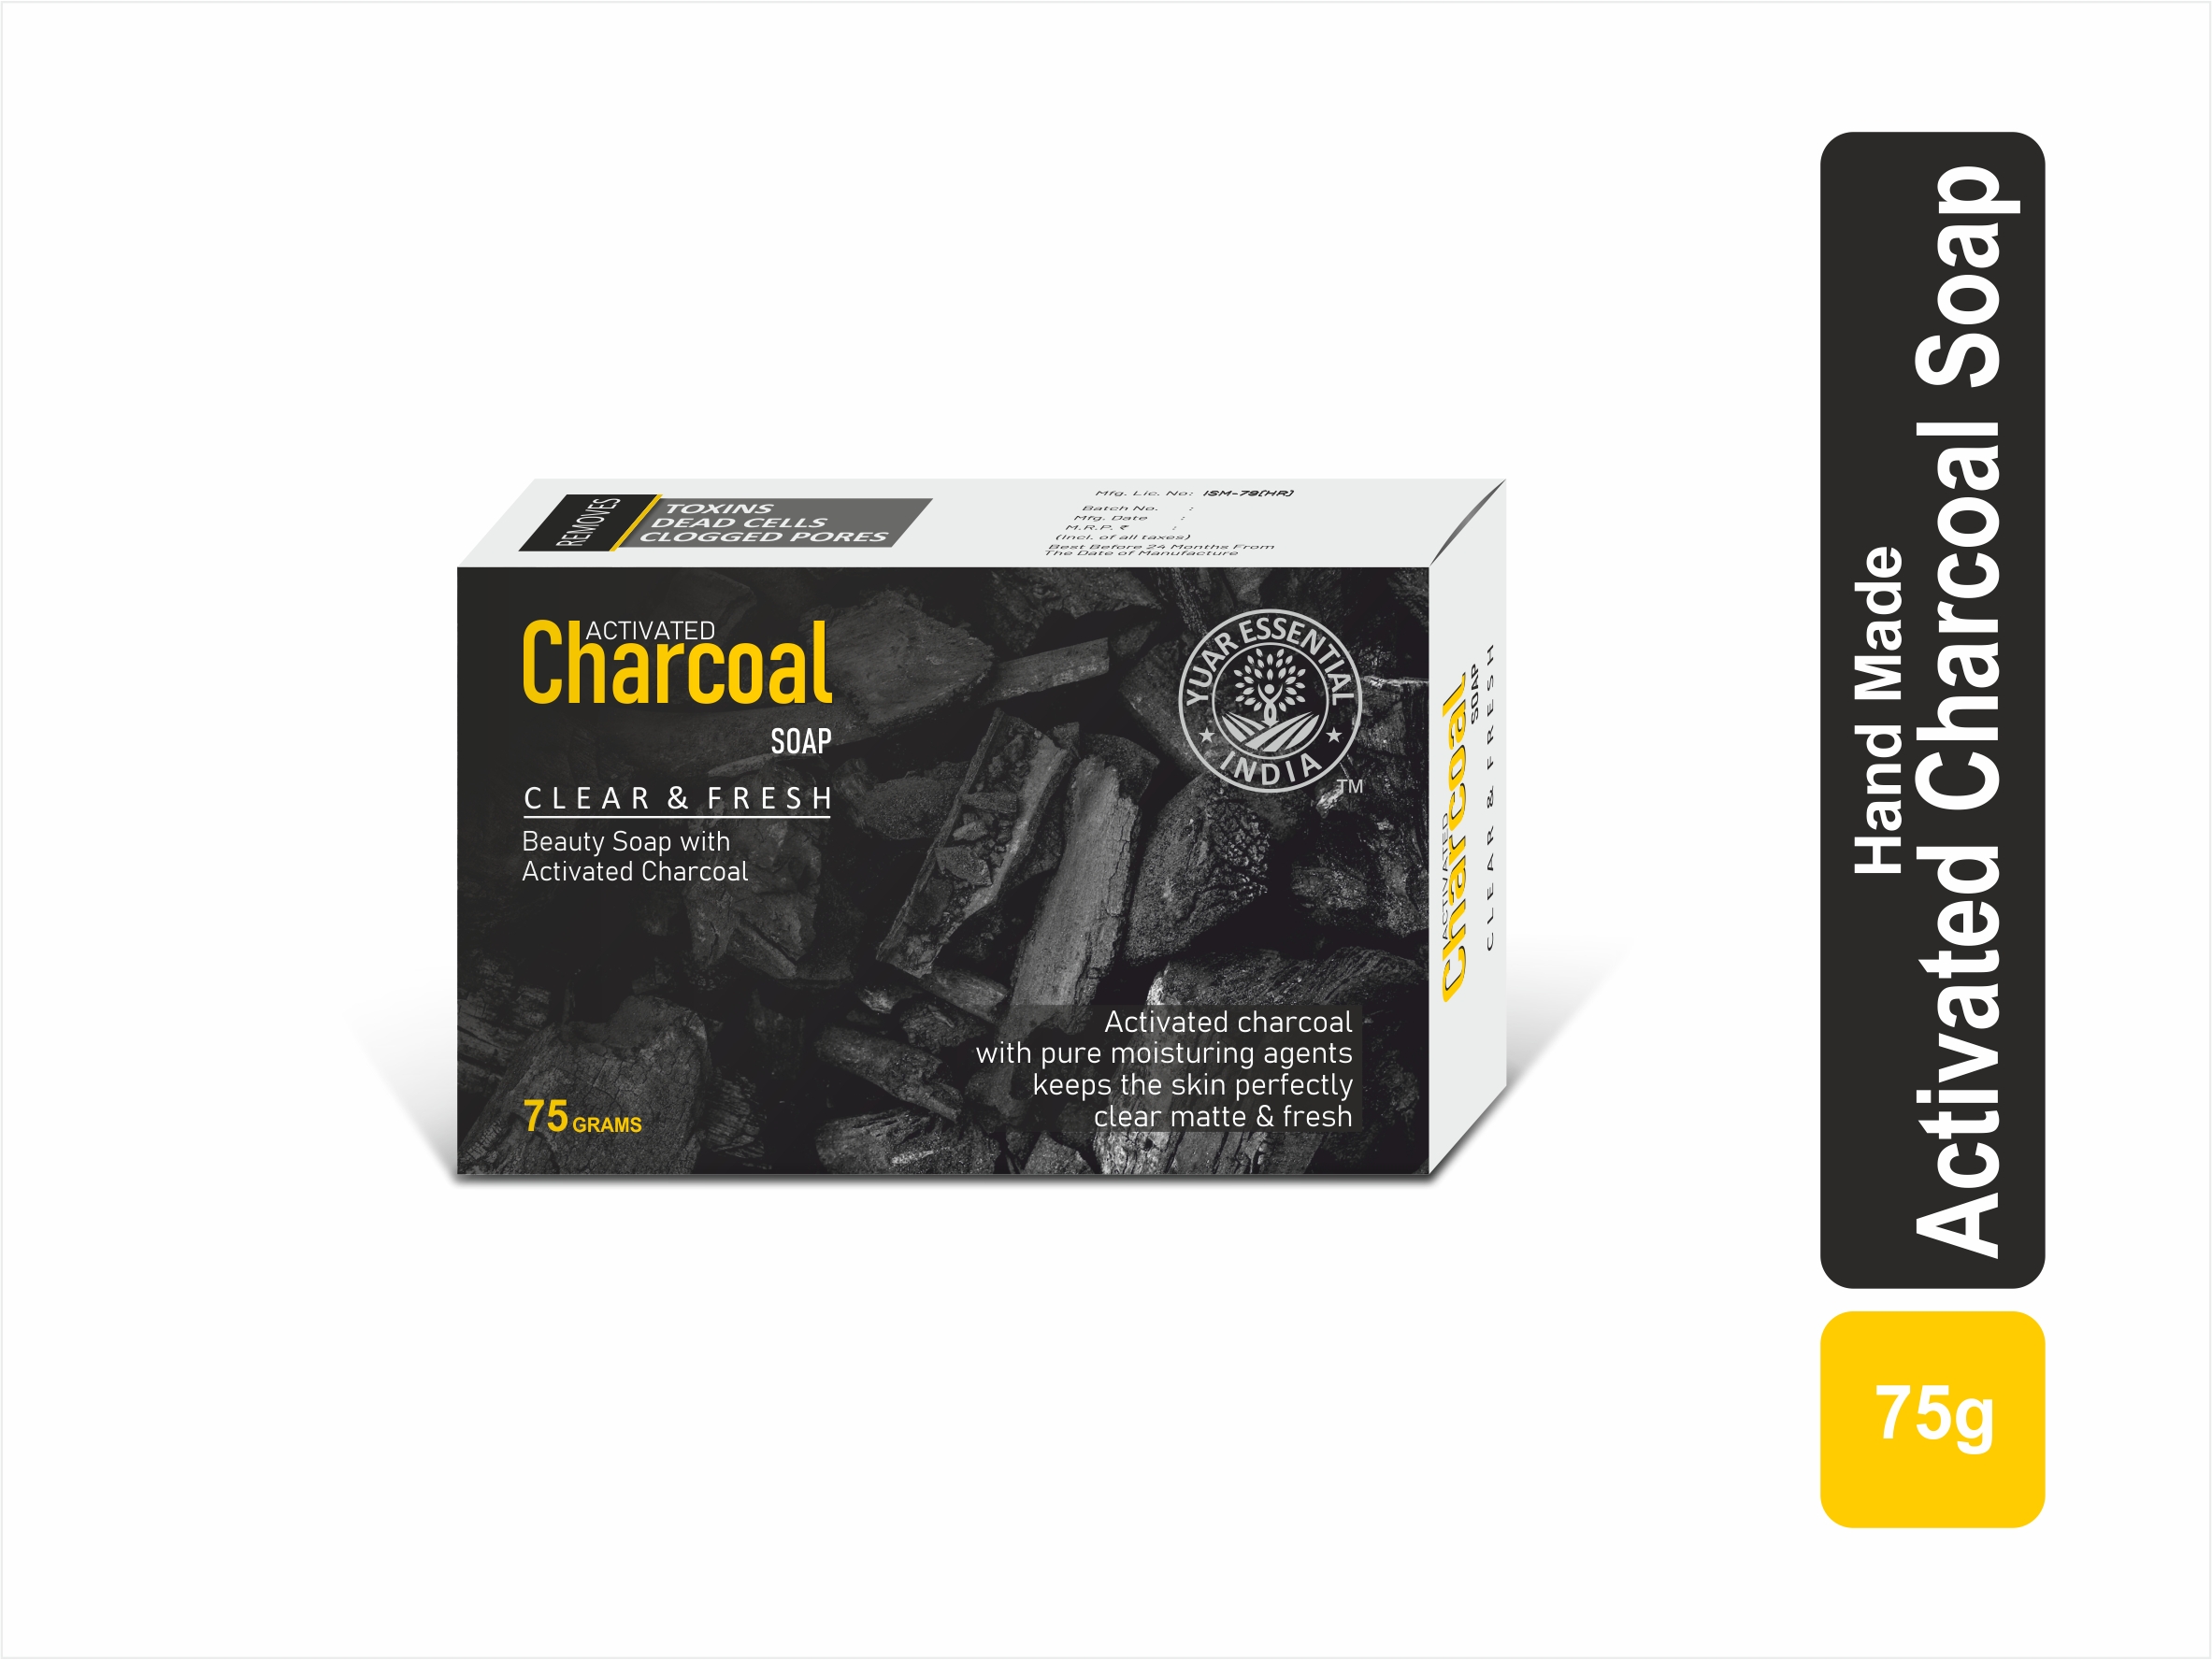 REMOVES
TOXINS
DEAD CELLS
CLOGGED PORES
Mfg. Lic. No: ISM-79(HR)
Batch No. :
Mfg. Date :
M.R.P. ₹ :
(Incl. of all taxes)
Best Before 24 Months From
The Date of Manufacture
ACTIVATED
Charcoal
SOAP
CLEAR & FRESH
Beauty Soap with
Activated Charcoal
75 GRAMS
YUAR ESSENTIAL
INDIA
TM
Activated charcoal
with pure moisturing agents
keeps the skin perfectly
clear matte & fresh
ACTIVATED
Charcoal
SOAP
CLEAR & FRESH
Hand Made
Activated Charcoal Soap
75g